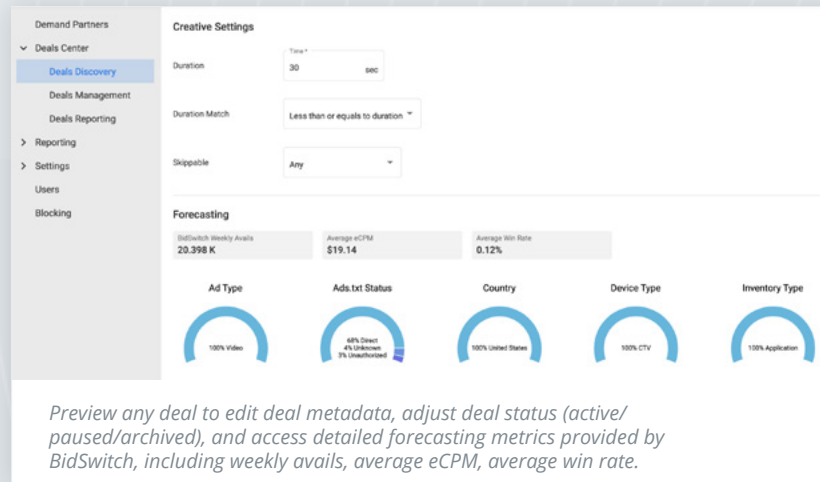 Demand Partners
Deals Center
Deals Discovery
Deals Management
Deals Reporting
Reporting
Settings
Users
Blocking
Creative Settings
Duration
Time*
30 sec
Duration Match
Less than or equals to duration
Skippable
Any
Forecasting
BidSwitch Weekly Avails
20.398 K
Average eCPM
$19.14
Average Win Rate
0.12%
Ad Type
100% Video
Ads.txt Status
68% Direct
4% Unknown
3% Unauthorized
Country
100% United States
Device Type
100% CTV
Inventory Type
100% Application
Preview any deal to edit deal metadata, adjust deal status (active/
paused/archived), and access detailed forecasting metrics provided by
BidSwitch, including weekly avails, average eCPM, average win rate.